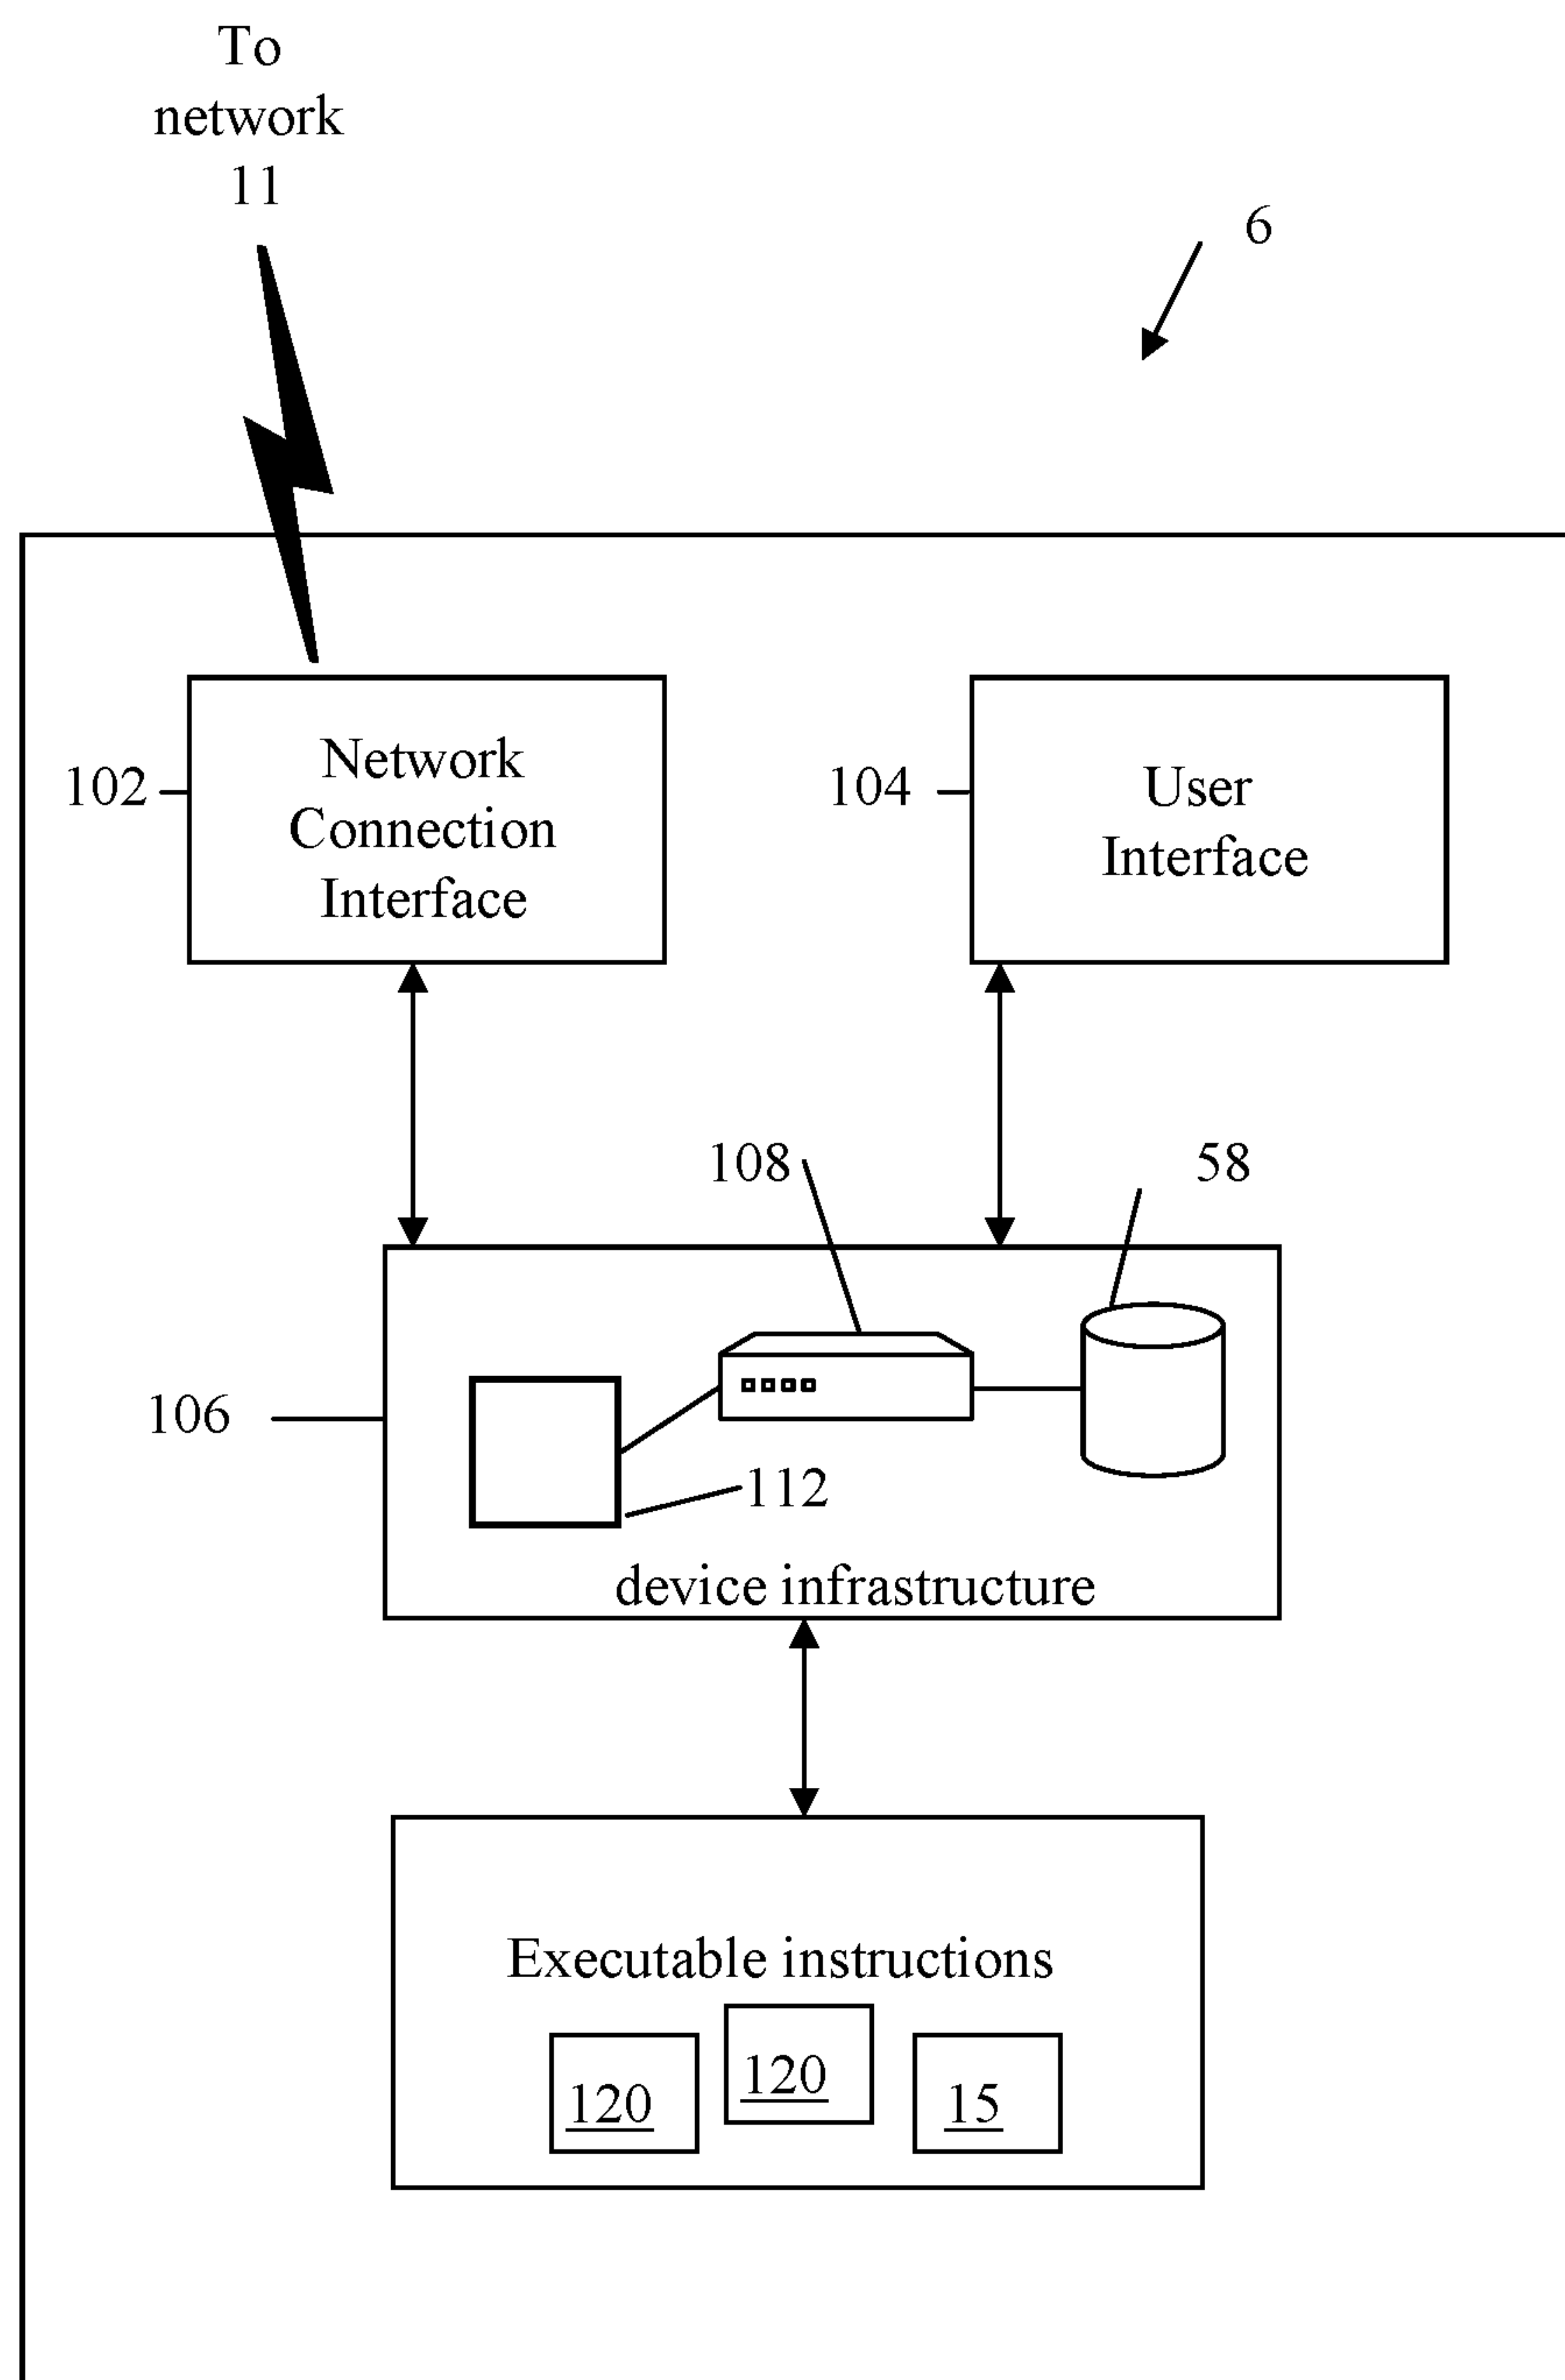 To
network
11
6
102
Network
Connection
Interface
104
User
Interface
108
58
106
112
device infrastructure
Executable instructions
120
120
15